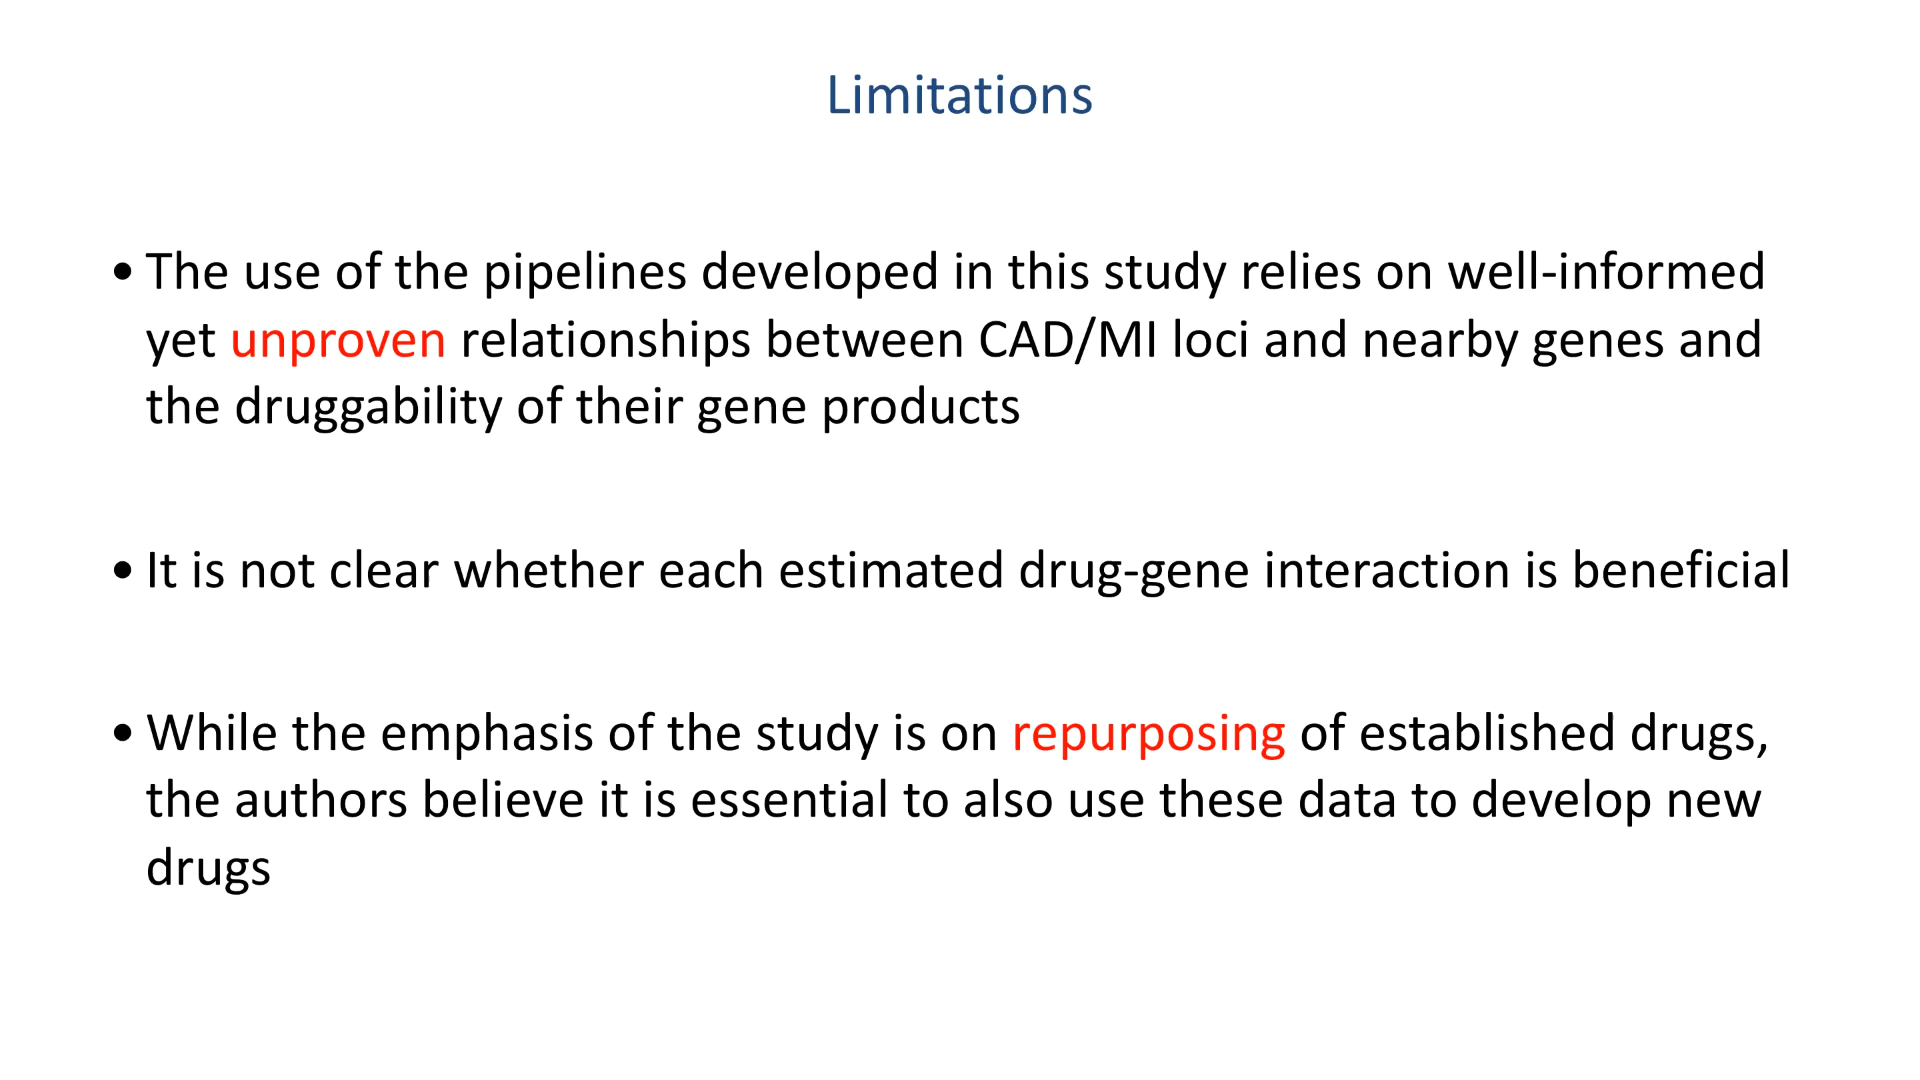 Limitations
• The use of the pipelines developed in this study relies on well-informed
yet unproven relationships between CAD/MI loci and nearby genes and
the druggability of their gene products
• It is not clear whether each estimated drug-gene interaction is beneficial
• While the emphasis of the study is on repurposing of established drugs,
the authors believe it is essential to also use these data to develop new
drugs